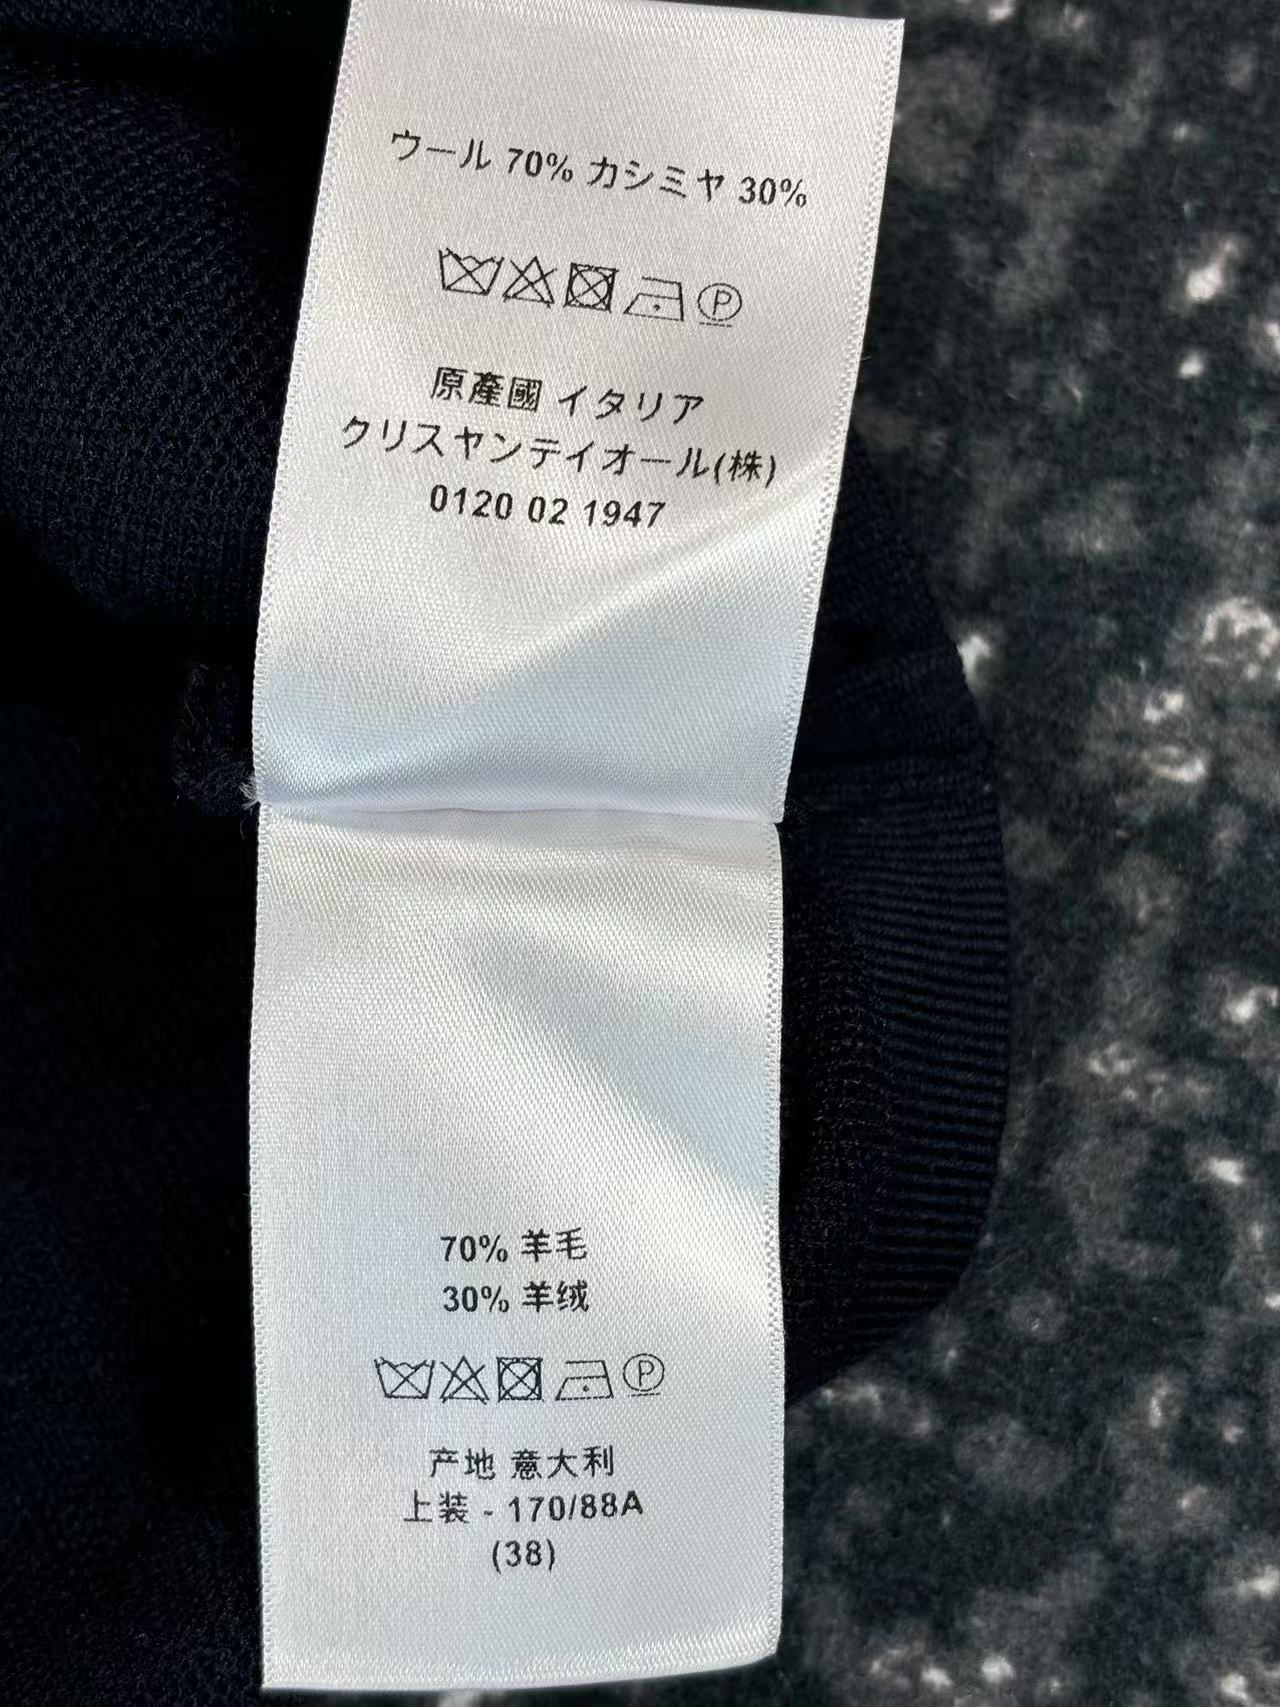 ウール 70% カシミヤ 30%
P
原產國 イタリア
クリスヤンデイオール(株)
0120 02 1947
70% 羊毛
30% 羊绒
P
产地 意大利
上装 - 170/88A
(38)